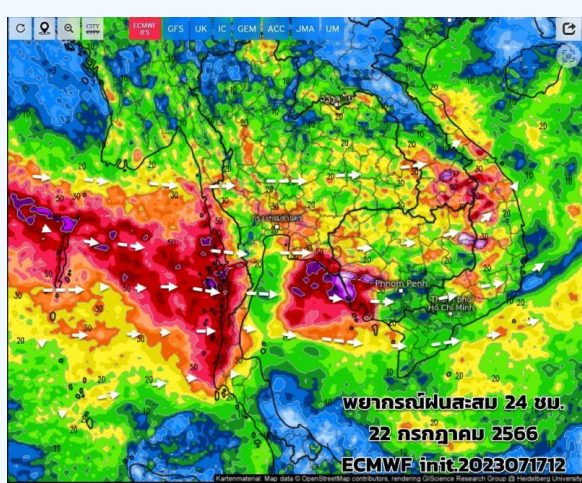 CITY
ECMWF
IFS
GFS
UK
IC
GEM
ACC
JMA
UM
Phnom Penh
Thành phố
Hồ Chí Minh
พยากรณ์ฝนสะสม 24 ชม.
22 กรกฎาคม 2566
ECMWF init.2023071712
Kartenmaterial: Map data © OpenStreetMap contributors, rendering GIScience Research Group @ Heidelberg University